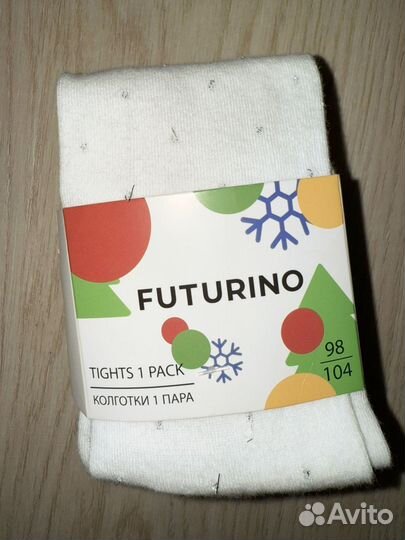 FUTURINO
TIGHTS 1 PACK
КОЛГОТКИ 1 ПАРА
98
104
Avito